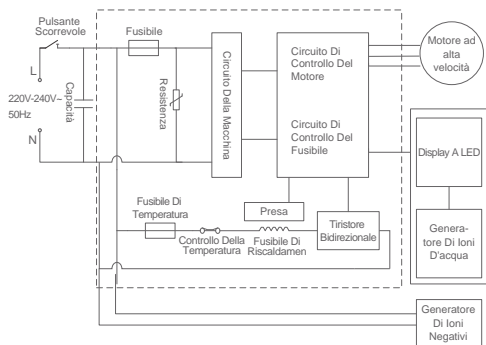 Pulsante
Scorrevole
L
220V-240V~
50Hz
N
Capacità
Fusibile
Resistenza
Circuito Della Macchina
Circuito Di
Controllo Del
Motore
Circuito Di
Controllo Del
Fusibile
Motore ad
alta
velocità
Display A LED
Genera-
tore Di Ioni
D'acqua
Presa
Fusibile Di
Temperatura
Controllo Della
Temperatura
Fusibile Di
Riscaldamen
Tiristore
Bidirezionale
Generatore
Di Ioni
Negativi